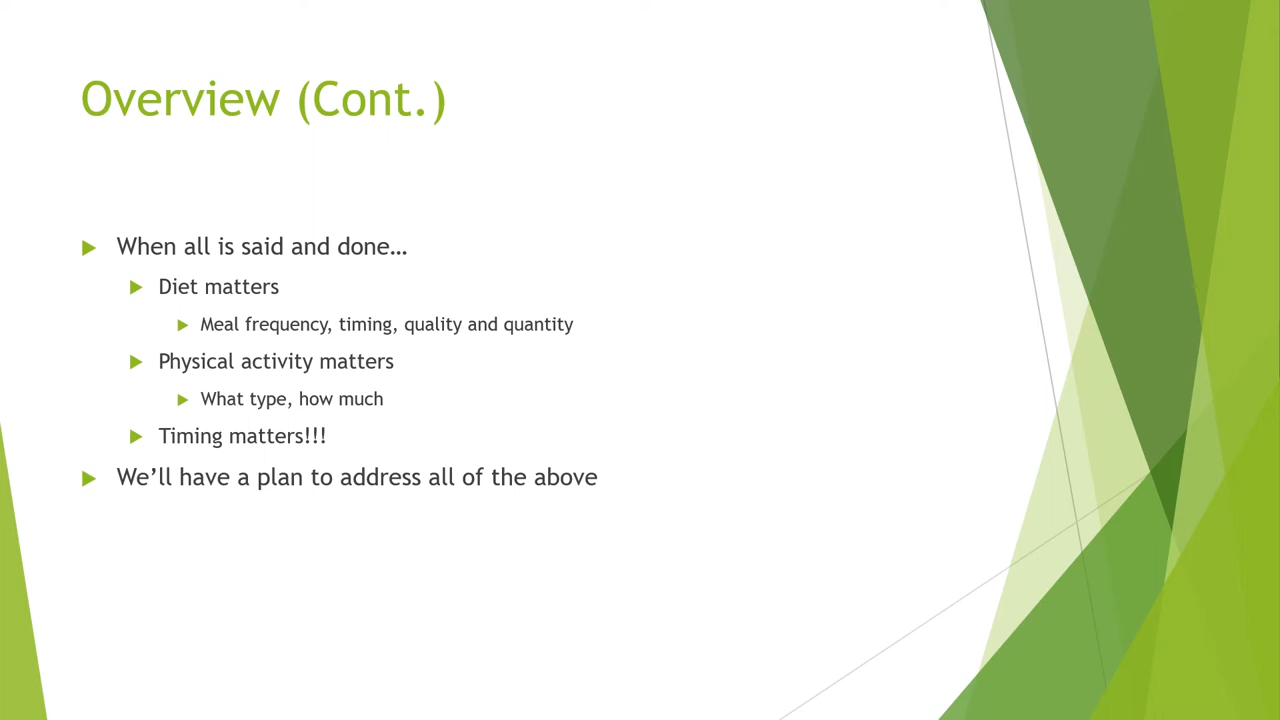 Overview (Cont.)
When all is said and done…
Diet matters
Meal frequency, timing, quality and quantity
Physical activity matters
What type, how much
Timing matters!!!
We’ll have a plan to address all of the above